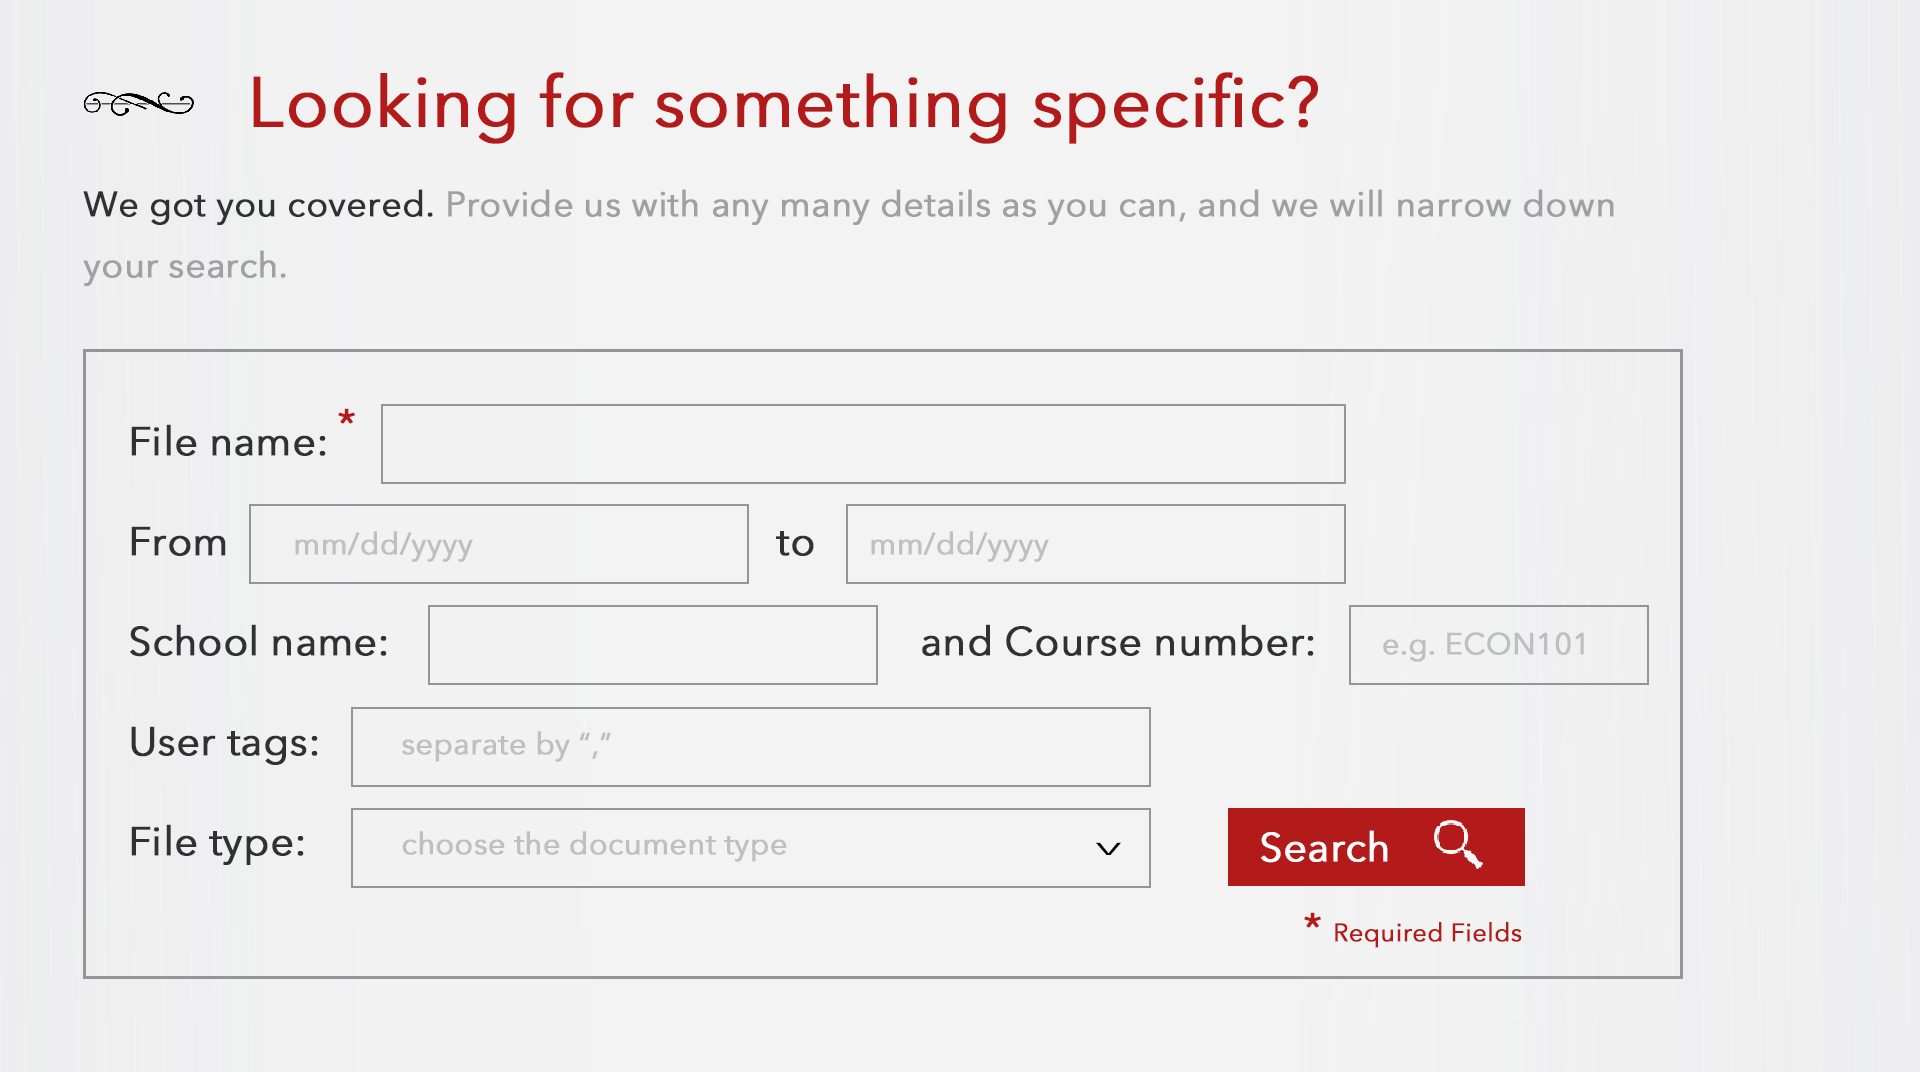 Looking for something specific?
We got you covered. Provide us with any many details as you can, and we will narrow down
your search.
File name: *
From mm/dd/yyyy to mm/dd/yyyy
School name: and Course number: e.g. ECON101
User tags: separate by “,”
File type: choose the document type Search
* Required Fields